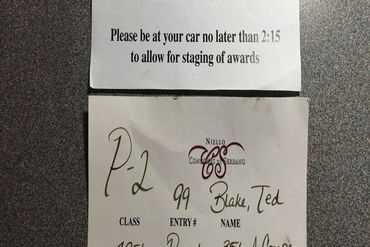 Please be at your car no later than 2:15
to allow for staging of awards
NIELLO
CONCOURS AT SERRANO
P-2
99 Blake, Ted
CLASS ENTRY # NAME